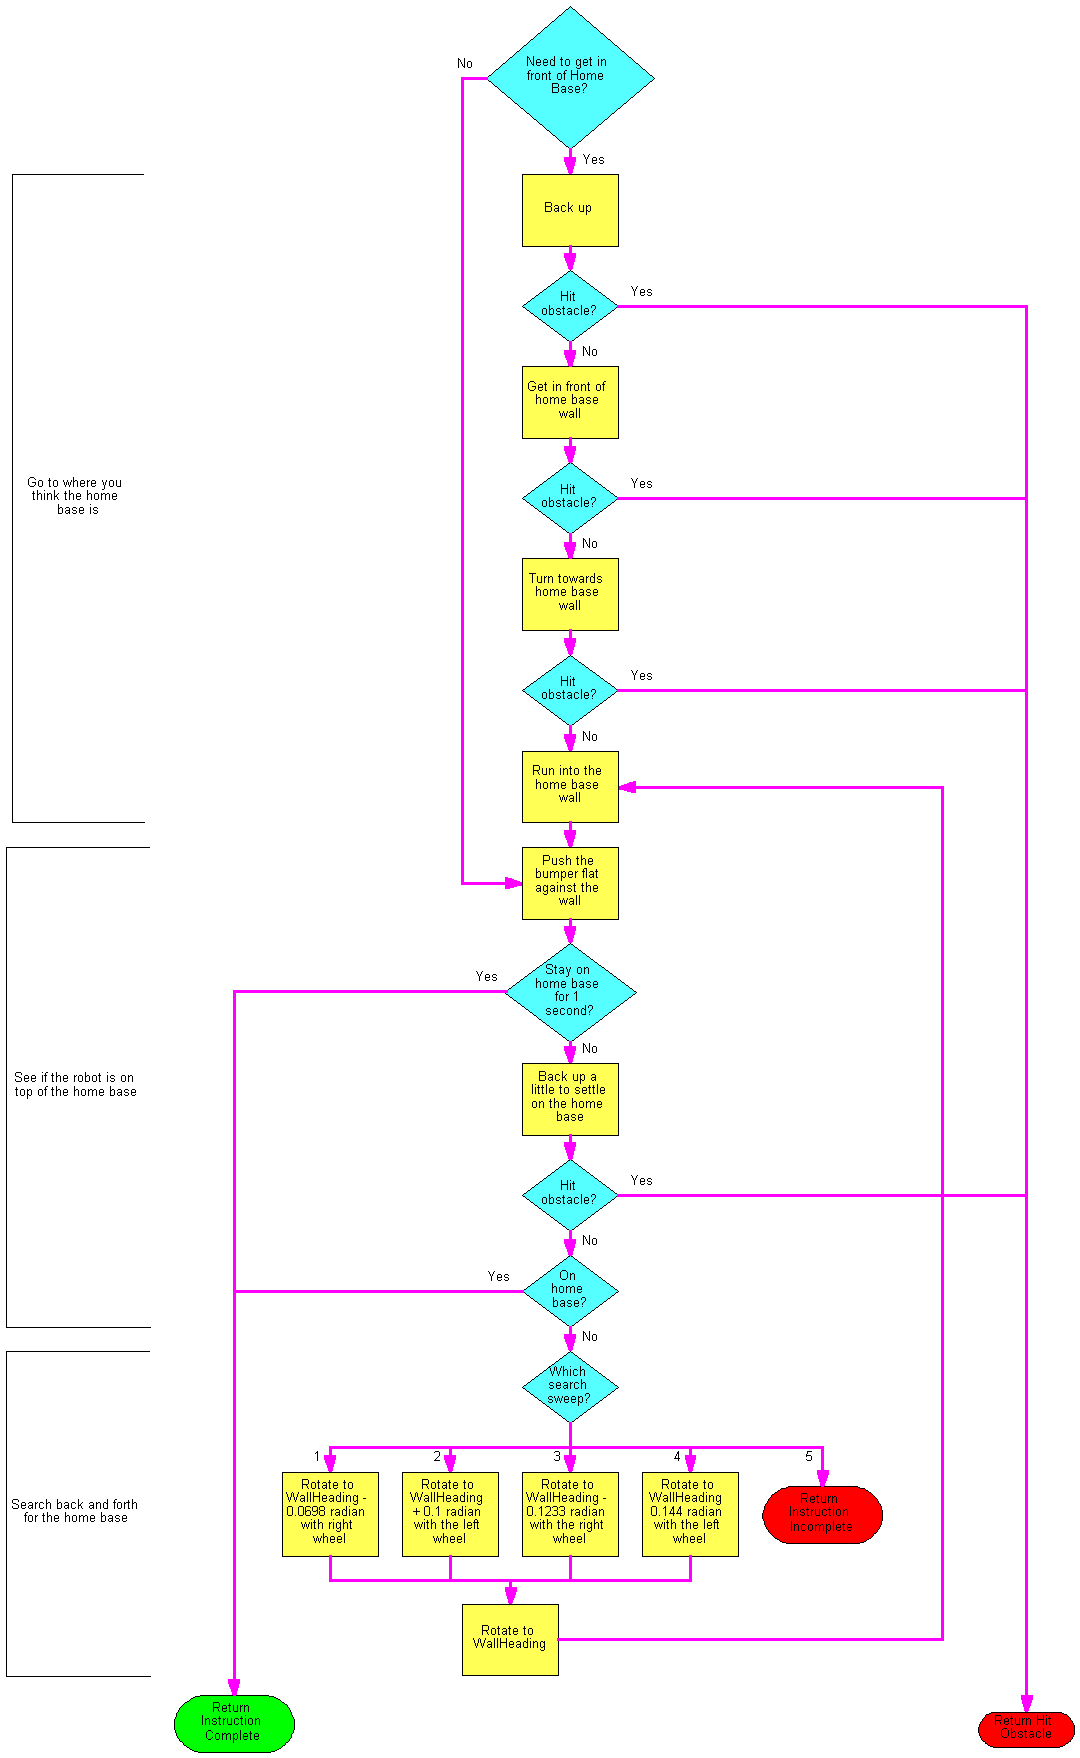 Need to get in
front of Home
Base?
No
Yes
Back up
Hit
obstacle?
Yes
No
Get in front of
home base
wall
Go to where you
think the home
base is
Hit
obstacle?
Yes
No
Turn towards
home base
wall
Hit
obstacle?
Yes
No
Run into the
home base
wall
Push the
bumper flat
against the
wall
Stay on
home base
for 1
second?
Yes
No
See if the robot is on
top of the home base
Back up a
little to settle
on the home
base
Hit
obstacle?
Yes
No
On
home
base?
Yes
No
Which
search
sweep?
Search back and forth
for the home base
1
Rotate to
WallHeading -
0.0698 radian
with right
wheel
2
Rotate to
WallHeading
+ 0.1 radian
with the left
wheel
3
Rotate to
WallHeading -
0.1233 radian
with the right
wheel
4
Rotate to
WallHeading
0.144 radian
with the left
wheel
5
Return
Instruction
Incomplete
Rotate to
WallHeading
Return
Instruction
Complete
Return Hit
Obstacle